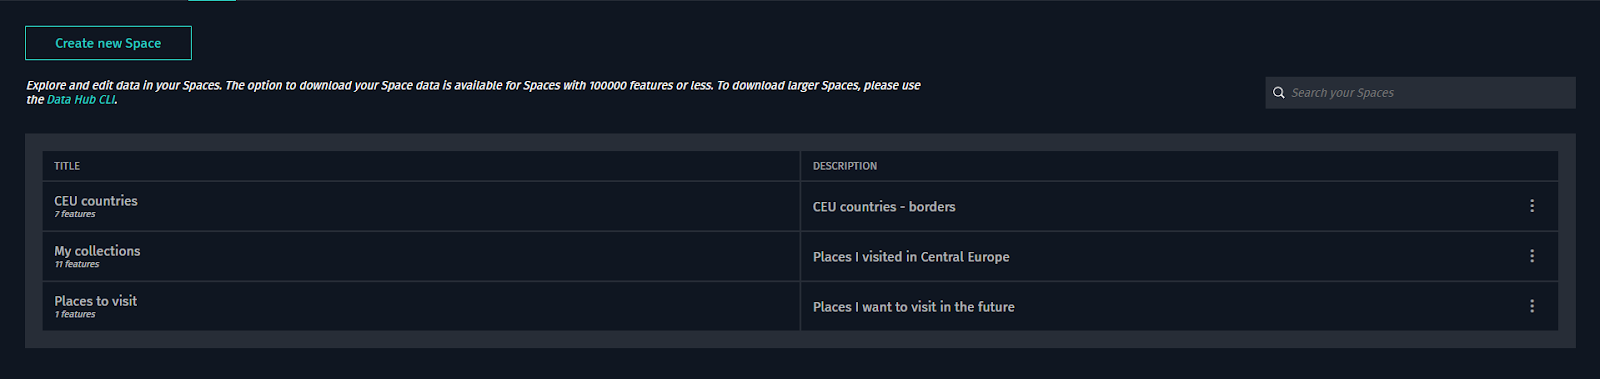 Create new Space
Explore and edit data in your Spaces. The option to download your Space data is available for Spaces with 100000 features or less. To download larger Spaces, please use
the Data Hub CLI.
Search your Spaces
TITLE
DESCRIPTION
CEU countries
7 features
CEU countries - borders
My collections
11 features
Places I visited in Central Europe
Places to visit
1 features
Places I want to visit in the future